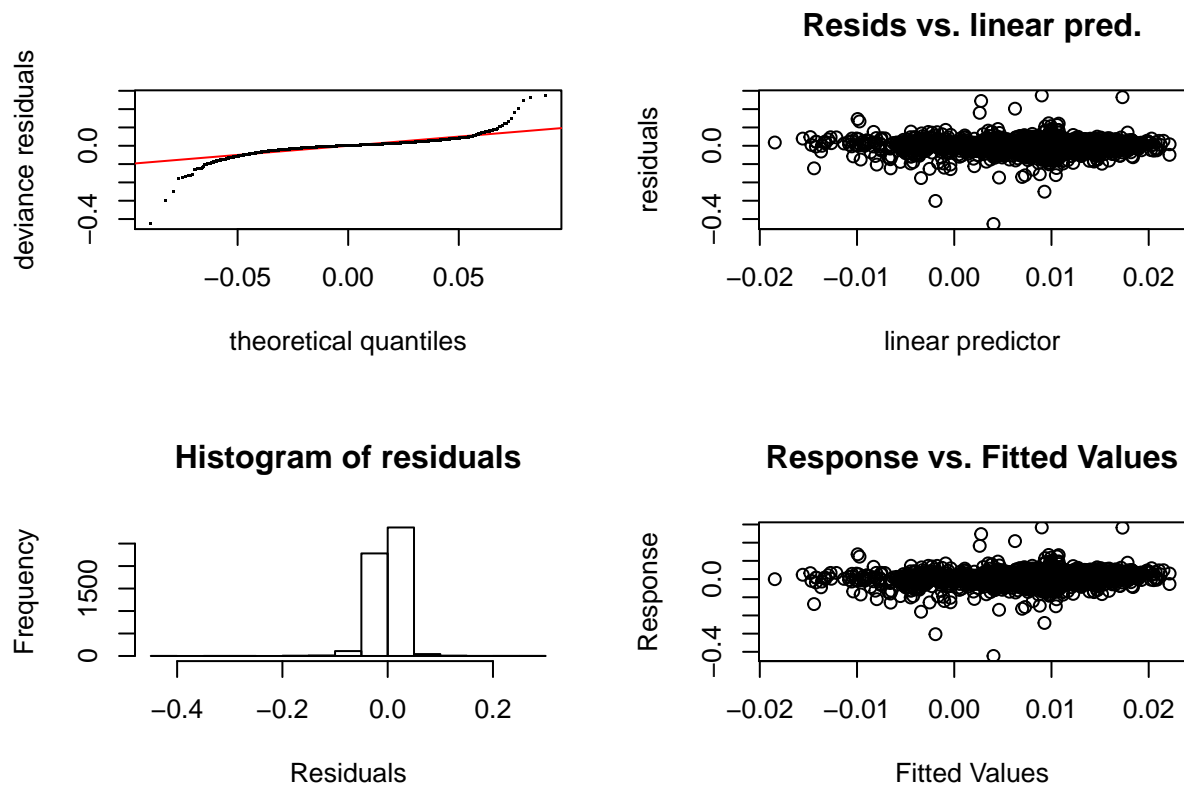 deviance residuals
−0.4
0.0
−0.05
0.00
0.05
theoretical quantiles
Resids vs. linear pred.
residuals
−0.4
0.0
−0.02
−0.01
0.00
0.01
0.02
linear predictor
Histogram of residuals
Frequency
0
1500
−0.4
−0.2
0.0
0.2
Residuals
Response vs. Fitted Values
Response
−0.4
0.0
−0.02
−0.01
0.00
0.01
0.02
Fitted Values